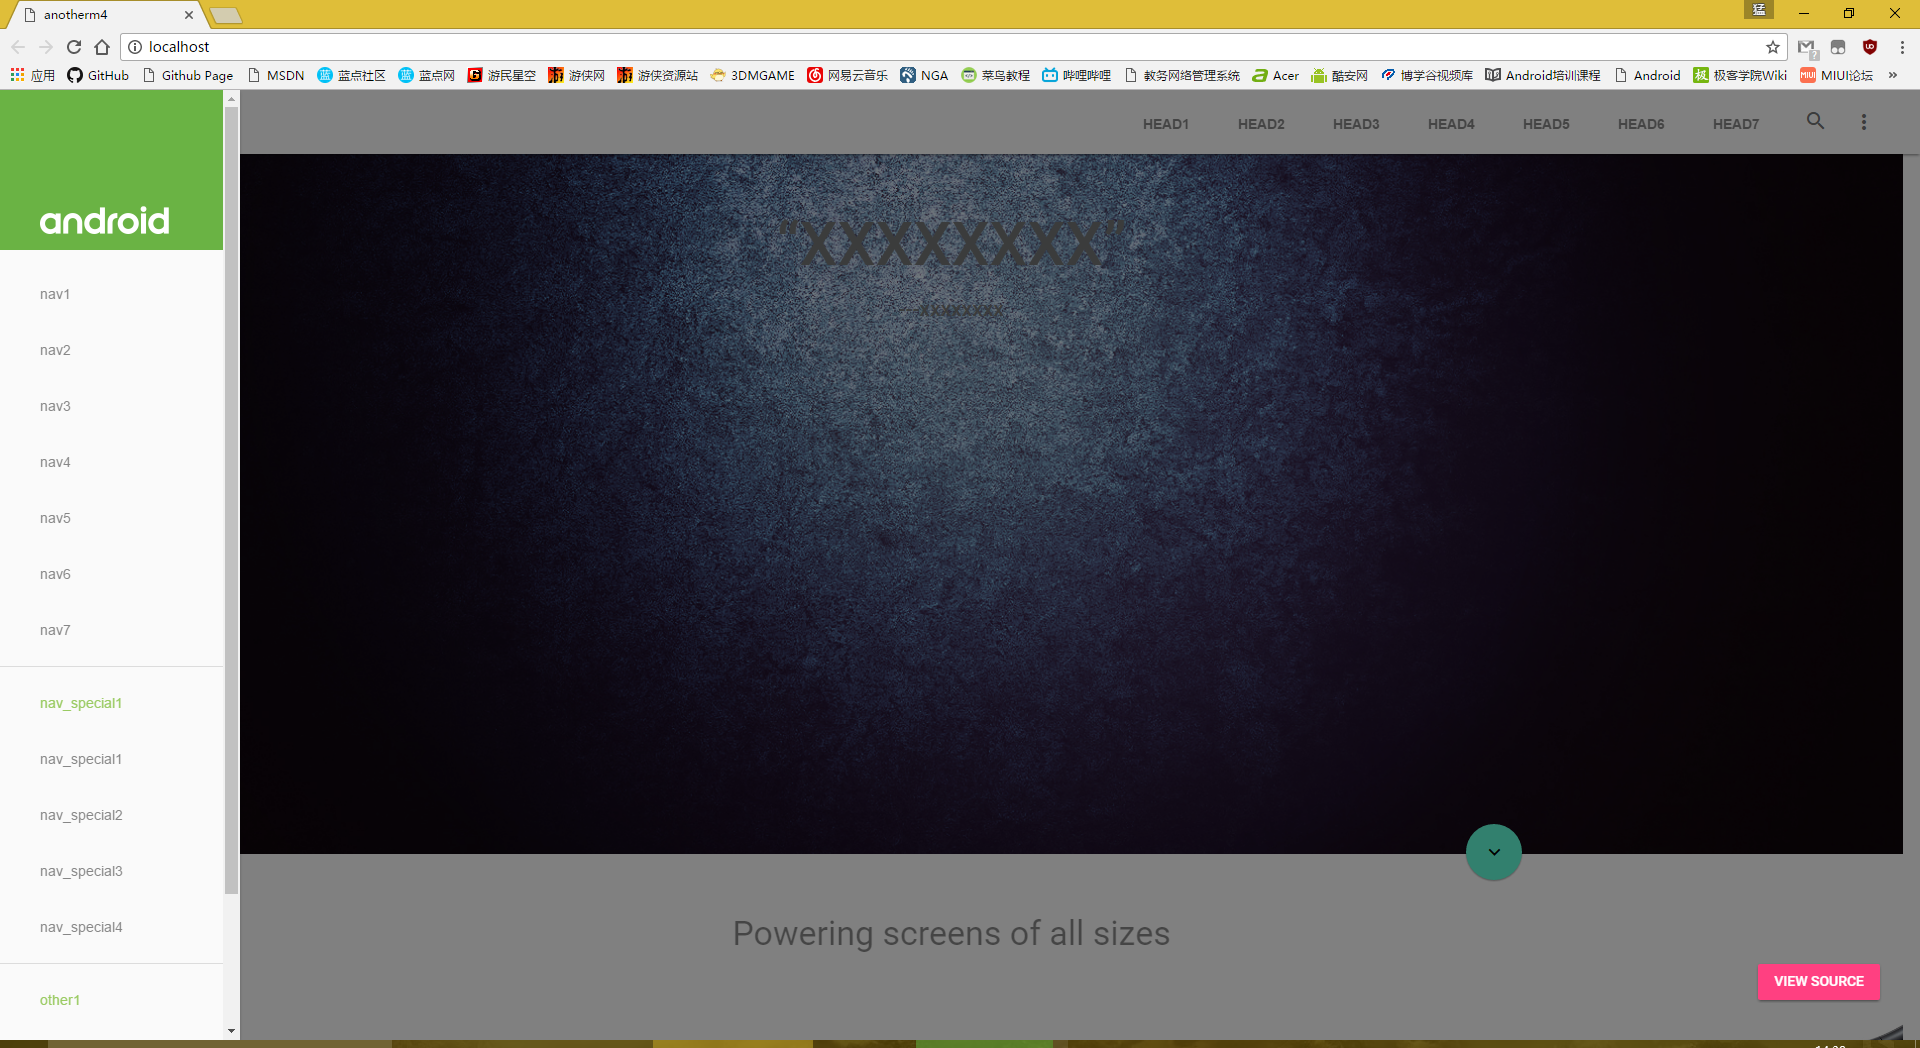 anotherm4
猛
localhost
应用 GitHub Github Page MSDN 蓝点社区 蓝点网 游民星空 游侠网 游侠资源站 3DMGAME 网易云音乐 NGA 菜鸟教程 哔哩哔哩 教务网络管理系统 Acer 酷安网 博学谷视频库 Android培训课程 Android 极客学院Wiki MIUI论坛 »
HEAD1 HEAD2 HEAD3 HEAD4 HEAD5 HEAD6 HEAD7
android
nav1
nav2
nav3
nav4
nav5
nav6
nav7
nav_special1
nav_special1
nav_special2
nav_special3
nav_special4
other1
"XXXXXXXX"
Powering screens of all sizes
VIEW SOURCE